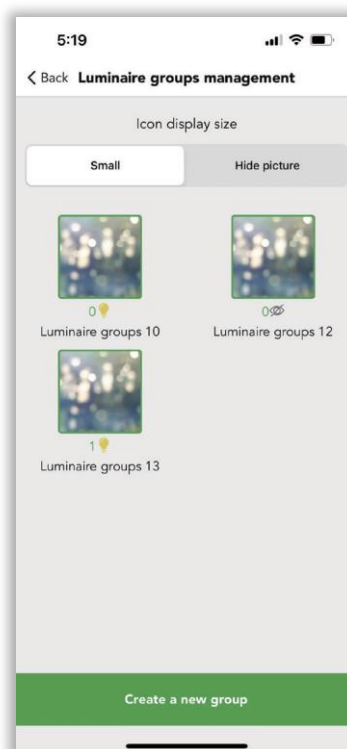 5:19
Back Luminaire groups management
Icon display size
Small Hide picture
0 0
Luminaire groups 10 Luminaire groups 12
1
Luminaire groups 13
Create a new group